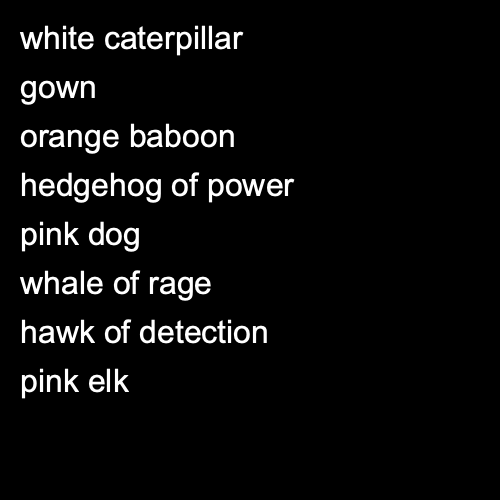 white caterpillar
gown
orange baboon
hedgehog of power
pink dog
whale of rage
hawk of detection
pink elk